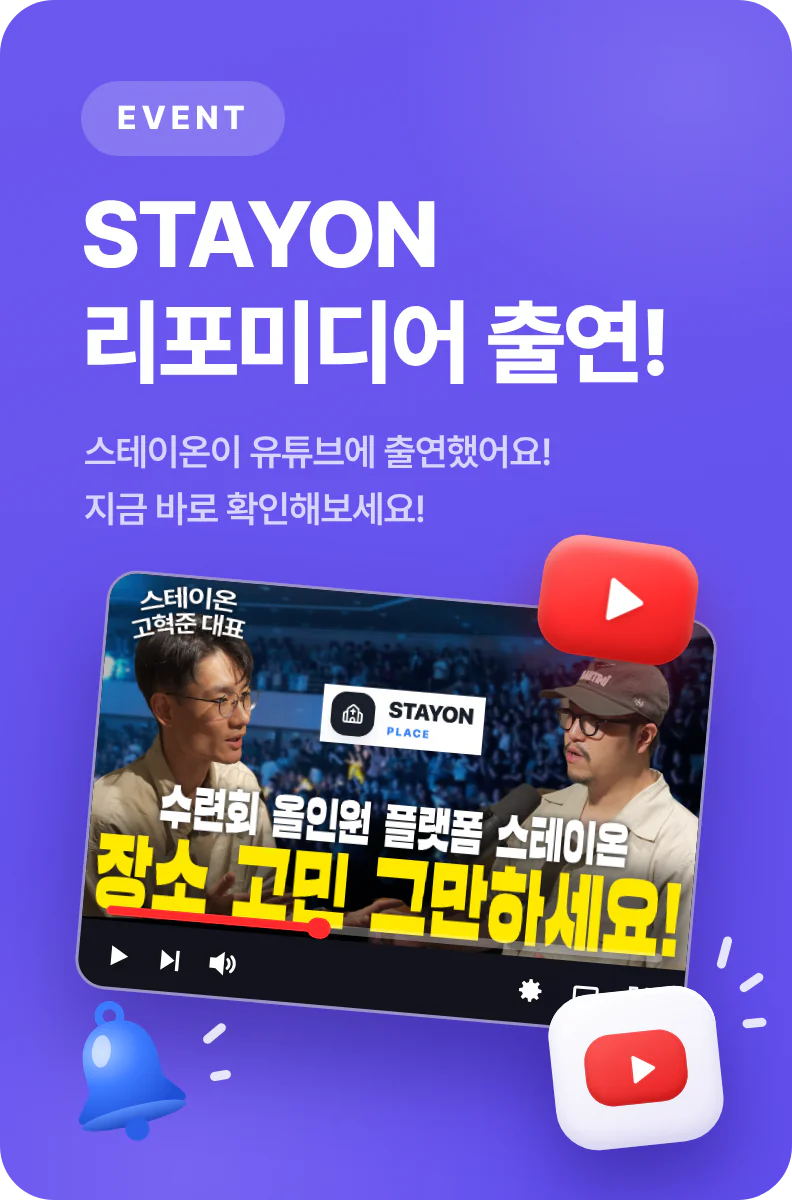 EVENT
STAYON
리포미디어 출연!
스테이온이 유튜브에 출연했어요!
지금 바로 확인해보세요!
스테이온
고혁준 대표
STAYON
PLACE
수련회 올인원 플랫폼 스테이온
장소 고민 그만하세요!